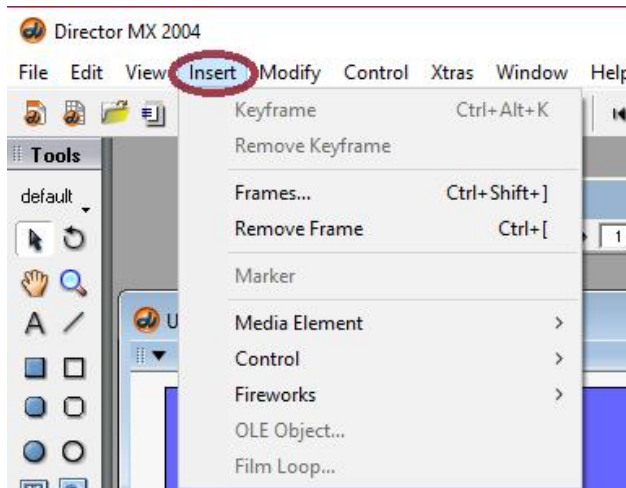 Director MX 2004
File Edit View Insert Modify Control Xtras Window Help
Keyframe Ctrl+Alt+K
Remove Keyframe
Tools
default
Frames... Ctrl+Shift+]
Remove Frame Ctrl+[
1
Marker
A
U
Media Element >
Control >
Fireworks >
OLE Object...
Film Loop...